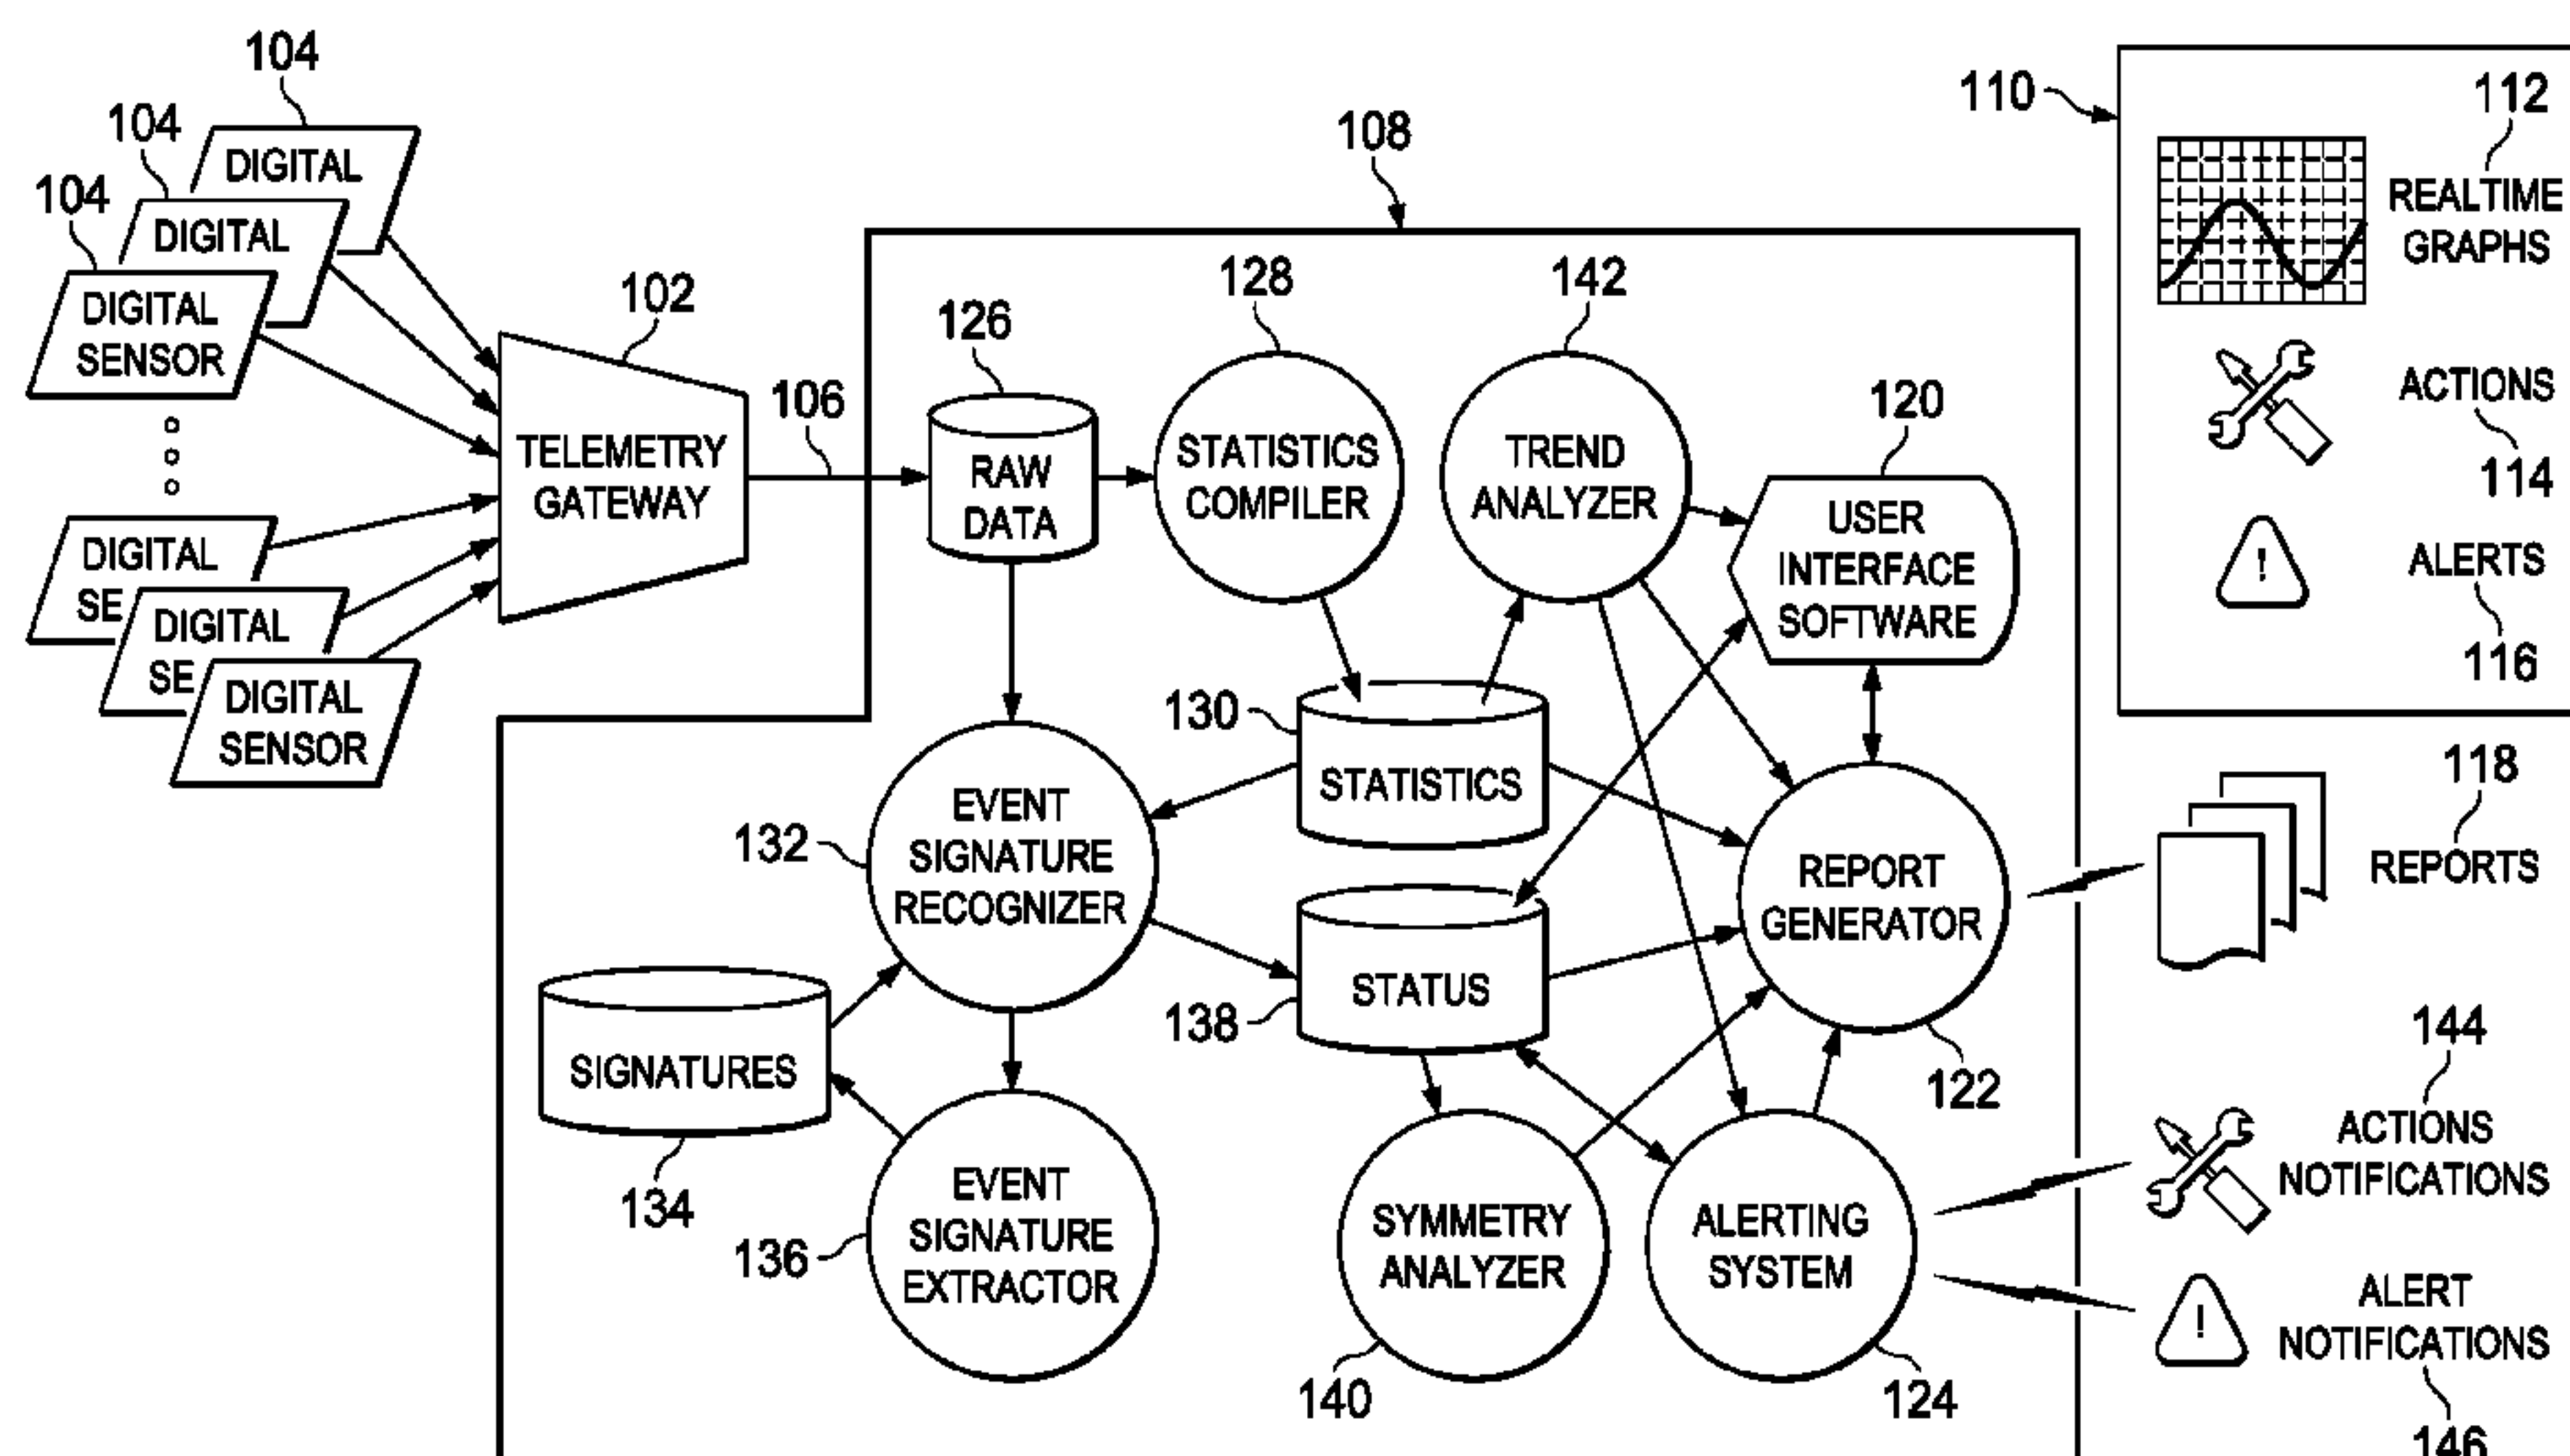 104
104
104
DIGITAL
DIGITAL
DIGITAL
SENSOR
DIGITAL
SE
DIGITAL
SE
DIGITAL
SENSOR
102
TELEMETRY
GATEWAY
106
108
126
RAW
DATA
128
STATISTICS
COMPILER
142
TREND
ANALYZER
120
USER
INTERFACE
SOFTWARE
130
STATISTICS
132
EVENT
SIGNATURE
RECOGNIZER
138
STATUS
REPORT
GENERATOR
122
SIGNATURES
134
136
EVENT
SIGNATURE
EXTRACTOR
SYMMETRY
ANALYZER
140
ALERTING
SYSTEM
124
110
112
REALTIME
GRAPHS
ACTIONS
114
!
ALERTS
116
118
REPORTS
144
ACTIONS
NOTIFICATIONS
!
ALERT
NOTIFICATIONS
146